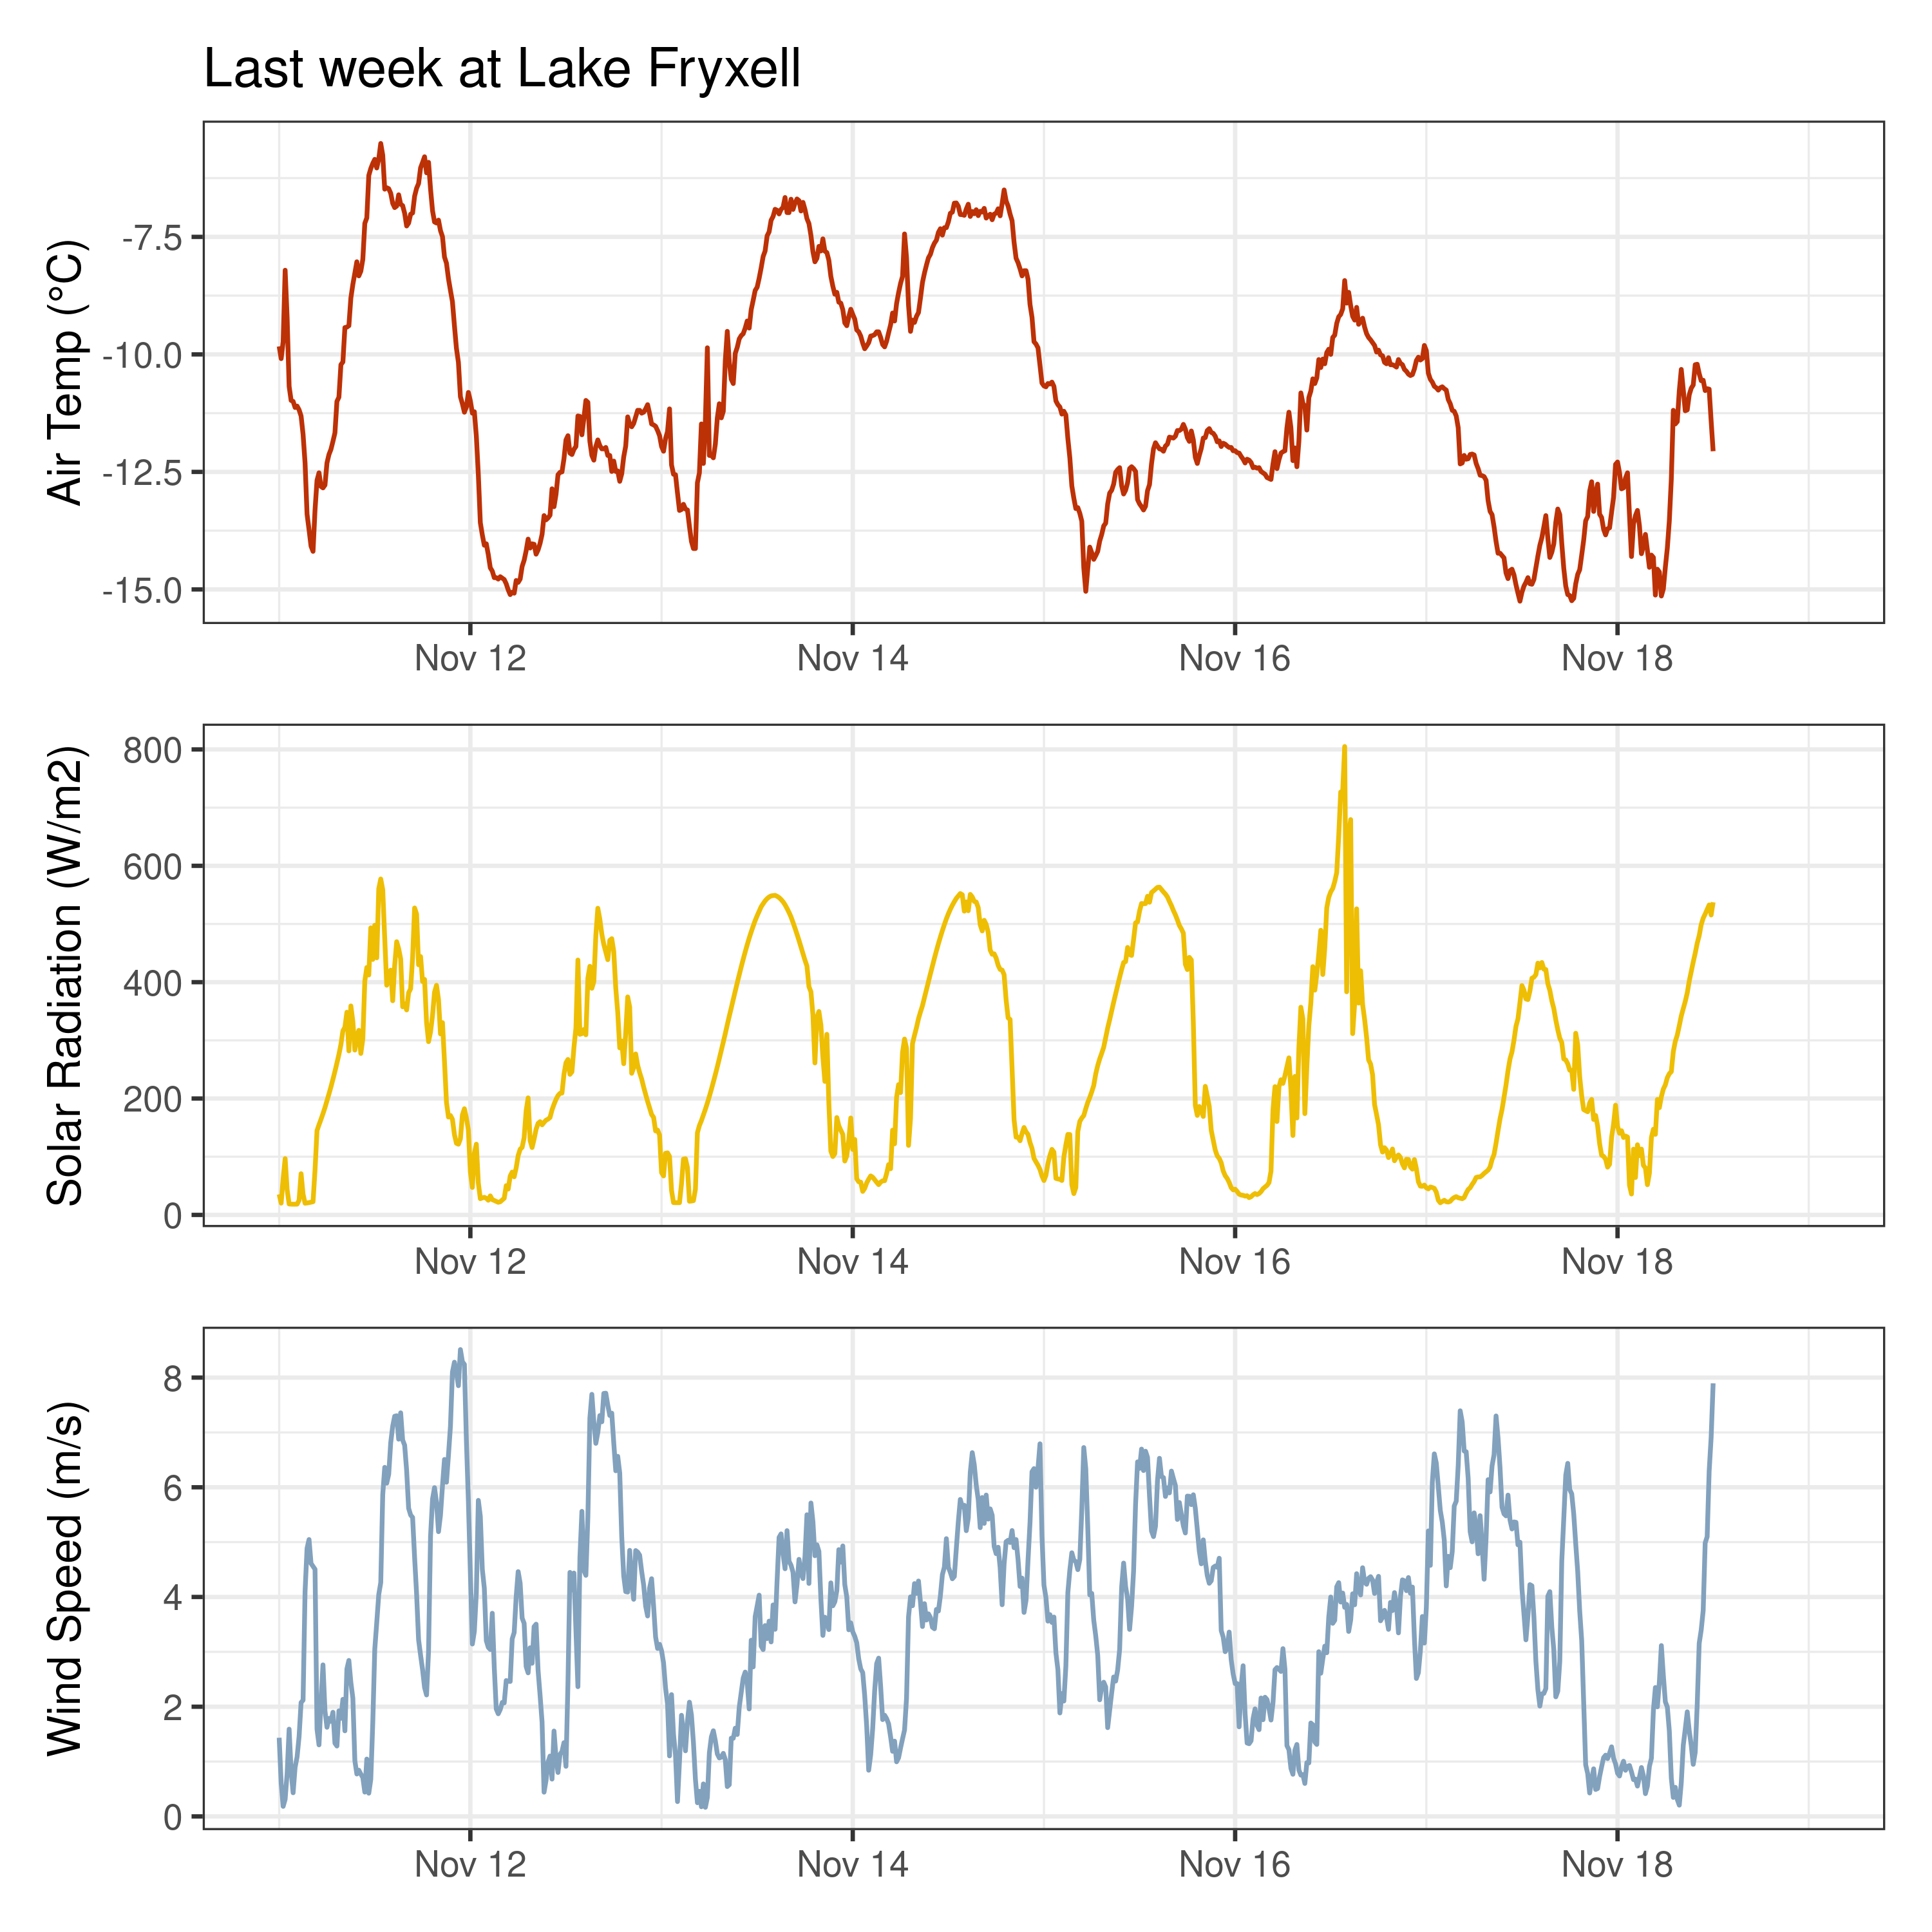 Last week at Lake Fryxell
Air Temp (°C)
-7.5
-10.0
-12.5
-15.0
Nov 12 Nov 14 Nov 16 Nov 18
Solar Radiation (W/m2)
800
600
400
200
0
Nov 12 Nov 14 Nov 16 Nov 18
Wind Speed (m/s)
8
6
4
2
0
Nov 12 Nov 14 Nov 16 Nov 18